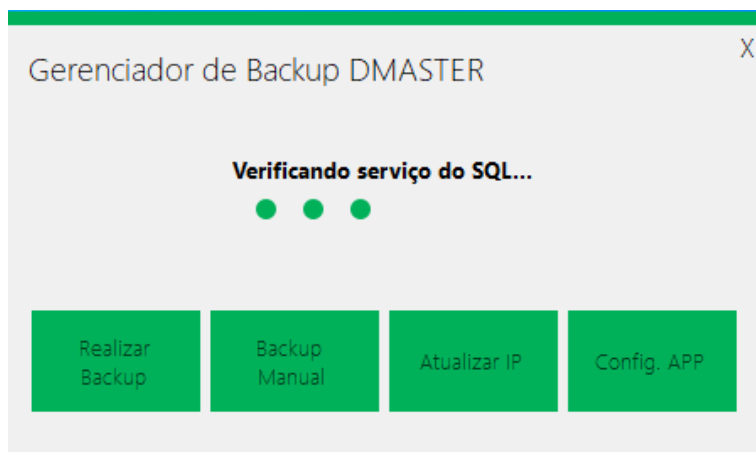 X
Gerenciador de Backup DMASTER
Verificando serviço do SQL...
Realizar
Backup
Backup
Manual
Atualizar IP
Config. APP